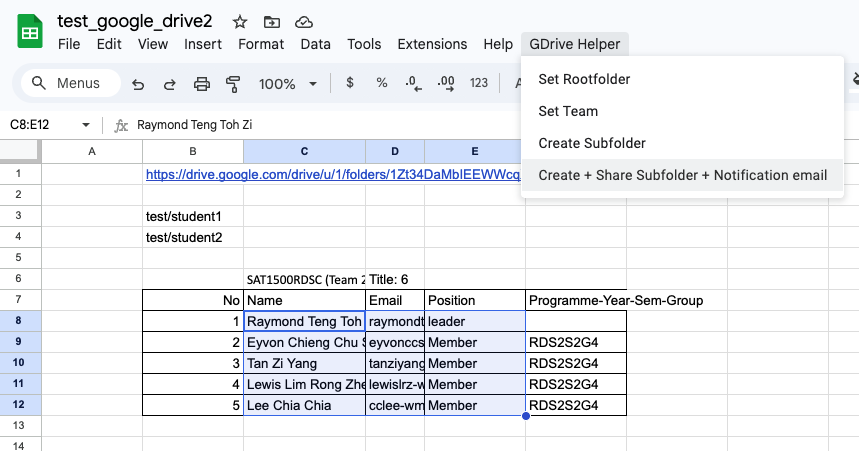 test_google_drive2
File Edit View Insert Format Data Tools Extensions Help GDrive Helper
Menus 100% $ % .0 .00 123
Set Rootfolder
Set Team
Create Subfolder
Create + Share Subfolder + Notification email
C8:E12 fx Raymond Teng Toh Zi
A B C D E
1 https://drive.google.com/drive/u/1/folders/1Zt34DaMbIEEWWcq
2
3 test/student1
4 test/student2
5
6 SAT1500RDSC (Team 2 Title: 6
7 No Name Email Position Programme-Year-Sem-Group
8 1 Raymond Teng Toh raymondt leader
9 2 Eyvon Chieng Chu S eyvonccs Member RDS2S2G4
10 3 Tan Zi Yang tanziyang Member RDS2S2G4
11 4 Lewis Lim Rong Zhe lewislrz-w Member RDS2S2G4
12 5 Lee Chia Chia cclee-wm Member RDS2S2G4
13
14